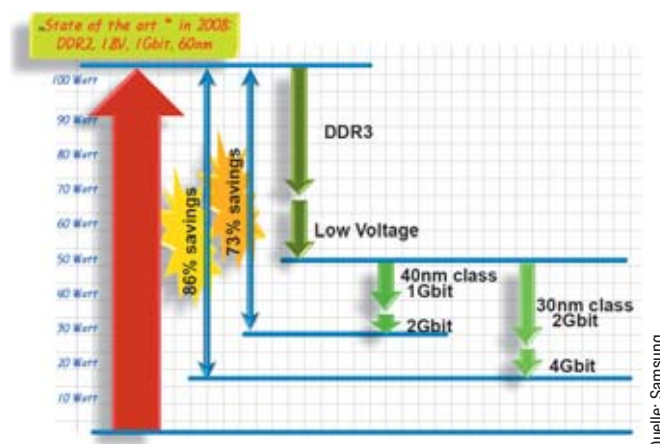 „State of the art " in 2008:
DDR2, 1.8V, 1Gbit, 60nm
100 Watt
90 Watt
80 Watt
70 Watt
60 Watt
50 Watt
40 Watt
30 Watt
20 Watt
10 Watt
86% savings
73% savings
DDR3
Low Voltage
40nm class
1Gbit
2Gbit
30nm class
2Gbit
4Gbit
Quelle: Samsung